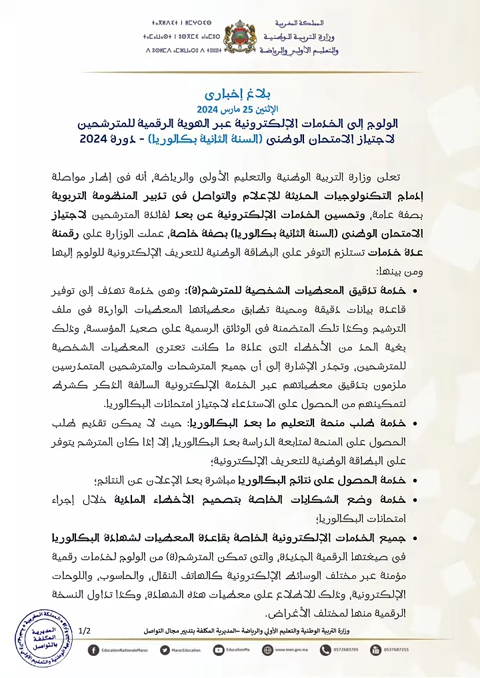 المملكة المغربية
وزارة التربية الوطنية
والتعليم الأولي والرياضة
بلاغ إخباري
الإثنين 25 مارس 2024
الولوج إلى الخدمات الإلكترونية عبر الهوية الرقمية للمترشحين
لاجتياز الامتحان الوطني (السنة الثانية بكالوريا) - دورة 2024
تعلن وزارة التربية الوطنية والتعليم الأولي والرياضة، أنه في إطار مواصلة
إدماج التكنولوجيات الحديثة للإعلام والتواصل في تدبير المنظومة التربوية
بصفة عامة، وتحسين الخدمات الإلكترونية عن بعد لفائدة المترشحين لاجتياز
الامتحان الوطني (السنة الثانية بكالوريا) بصفة خاصة، عملت الوزارة على رقمنة
عدة خدمات تستلزم التوفر على البطاقة الوطنية للتعريف الإلكترونية للولوج إليها
ومن بينها:
• خدمة تدقيق المعطيات الشخصية للمترشح(ة): وهي خدمة تهدف إلى توفير
قاعدة بيانات دقيقة ومحينة تطابق معطياتها المعطيات الواردة في ملف
الترشيح وكذا تلك المتضمنة في الوثائق الرسمية على صعيد المؤسسة، وذلك
بغية الحد من الأخطاء التي عادة ما كانت تعتري المعطيات الشخصية
للمترشحين، وتجدر الإشارة إلى أن جميع المترشحات والمترشحين المتمدرسين
ملزمون بتدقيق معطياتهم عبر الخدمة الإلكترونية السالفة الذكر كشرط
لتمكينهم من الحصول على الاستدعاء لاجتياز امتحانات البكالوريا.
• خدمة طلب منحة التعليم ما بعد البكالوريا: حيث لا يمكن تقديم طلب
الحصول على المنحة لمتابعة الدراسة بعد البكالوريا، إلا إذا كان المترشح يتوفر
على البطاقة الوطنية للتعريف الإلكترونية؛
• خدمة الحصول على نتائج البكالوريا مباشرة بعد الإعلان عن النتائج؛
• خدمة وضع الشكايات الخاصة بتصحيح الأخطاء المادية خلال إجراء
امتحانات البكالوريا؛
• جميع الخدمات الإلكترونية الخاصة بقاعدة المعطيات لشهادة البكالوريا
في صيغتها الرقمية الجديدة، والتي تمكن المترشح(ة) من الولوج لخدمات رقمية
مؤمنة عبر مختلف الوسائط الإلكترونية كالهاتف النقال، والحاسوب، واللوحات
الإلكترونية، وذلك للاطلاع على معطيات هذه الشهادة، وكذا تداول النسخة
الرقمية منها لمختلف الأغراض.
وزارة التربية الوطنية والتعليم الأولي والرياضة –المديرية المكلفة بتدبير مجال التواصل
1/2
EducationNationaleMaroc MarocEducation EducationMa www.men.gov.ma 0537683705 0537687255
المديرية
المكلفة
بالتواصل